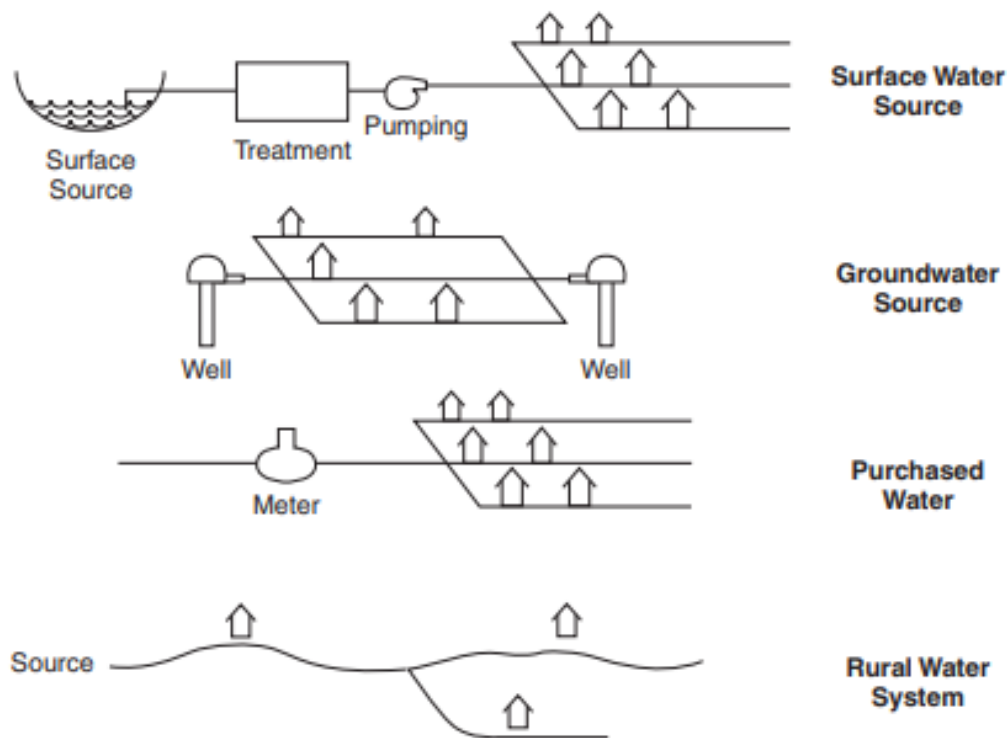 Surface
Source
Treatment
Pumping
Surface Water
Source
Well
Well
Groundwater
Source
Meter
Purchased
Water
Source
Rural Water
System